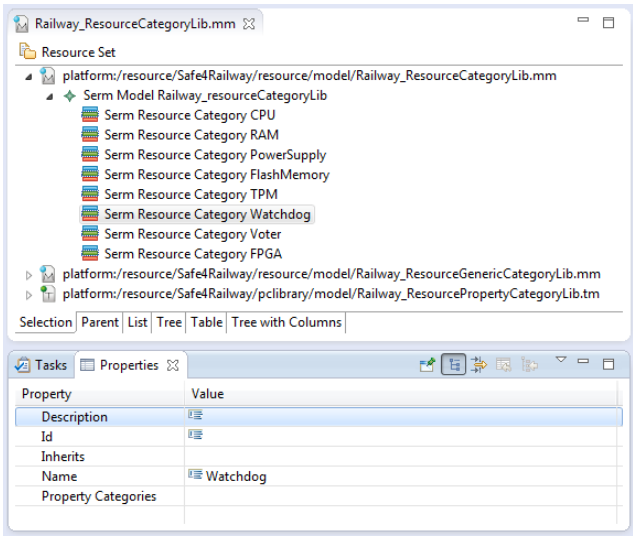 Railway_ResourceCategoryLib.mm
Resource Set
platform:/resource/Safe4Railway/resource/model/Railway_ResourceCategoryLib.mm
Serm Model Railway_resourceCategoryLib
Serm Resource Category CPU
Serm Resource Category RAM
Serm Resource Category PowerSupply
Serm Resource Category FlashMemory
Serm Resource Category TPM
Serm Resource Category Watchdog
Serm Resource Category Voter
Serm Resource Category FPGA
platform:/resource/Safe4Railway/resource/model/Railway_ResourceGenericCategoryLib.mm
platform:/resource/Safe4Railway/pclibrary/model/Railway_ResourcePropertyCategoryLib.tm
Selection Parent List Tree Table Tree with Columns
Tasks Properties
Property Value
Description
Id
Inherits
Name Watchdog
Property Categories